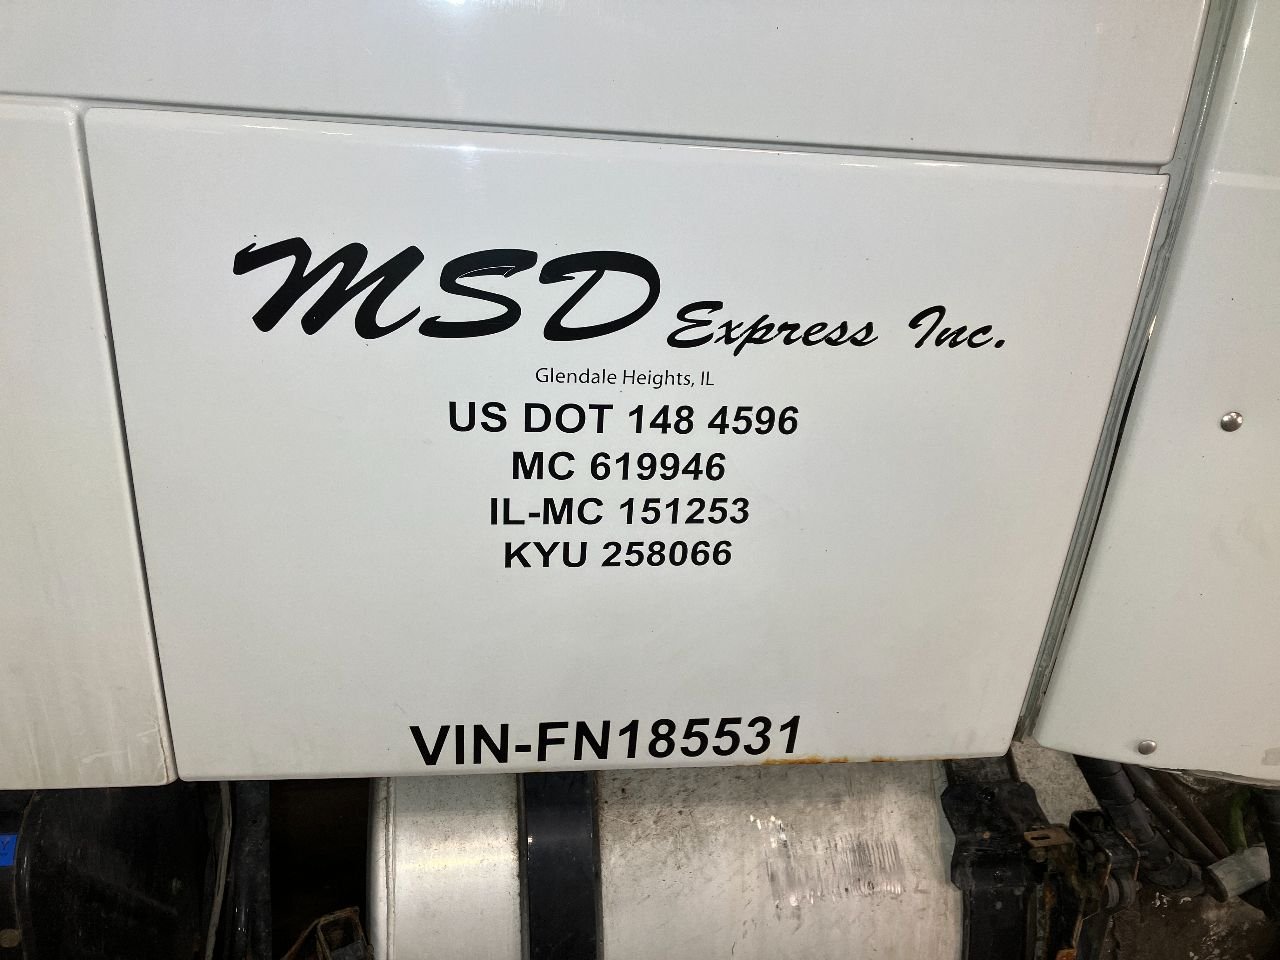 MSD Express Inc.
Glendale Heights, IL
US DOT 148 4596
MC 619946
IL-MC 151253
KYU 258066
VIN-FN185531